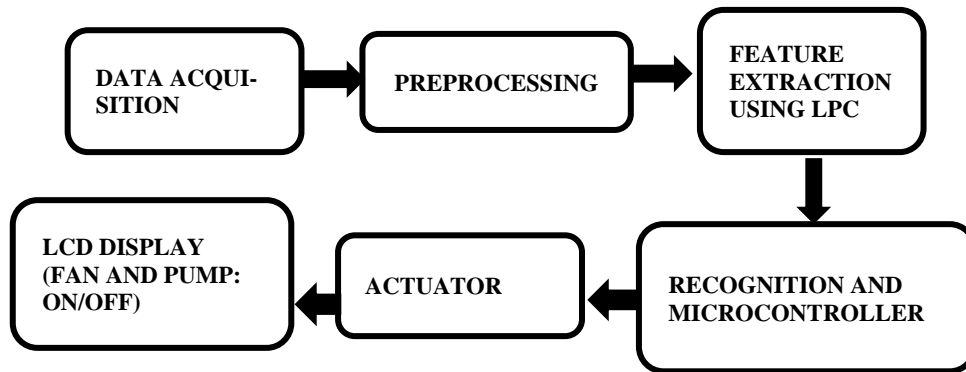 DATA ACQUI-
SITION
PREPROCESSING
FEATURE
EXTRACTION
USING LPC
RECOGNITION AND
MICROCONTROLLER
ACTUATOR
LCD DISPLAY
(FAN AND PUMP:
ON/OFF)